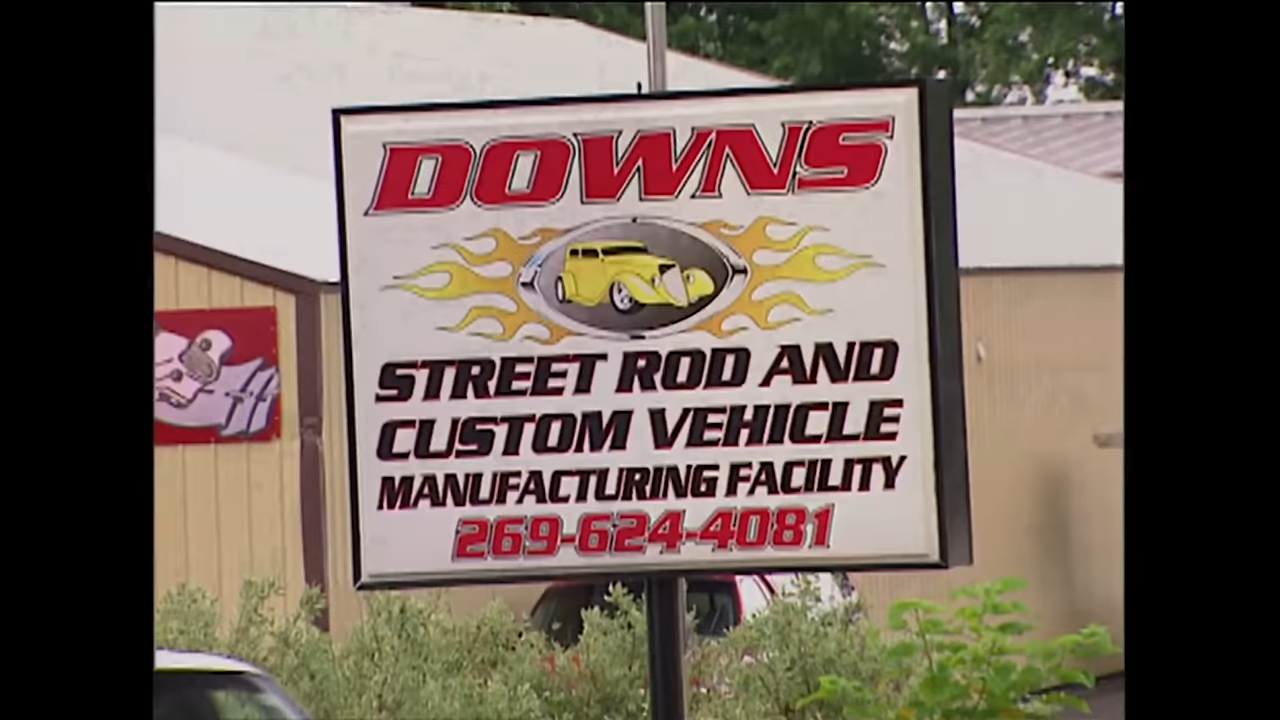 DOWNS
STREET ROD AND
CUSTOM VEHICLE
MANUFACTURING FACILITY
269-624-4081